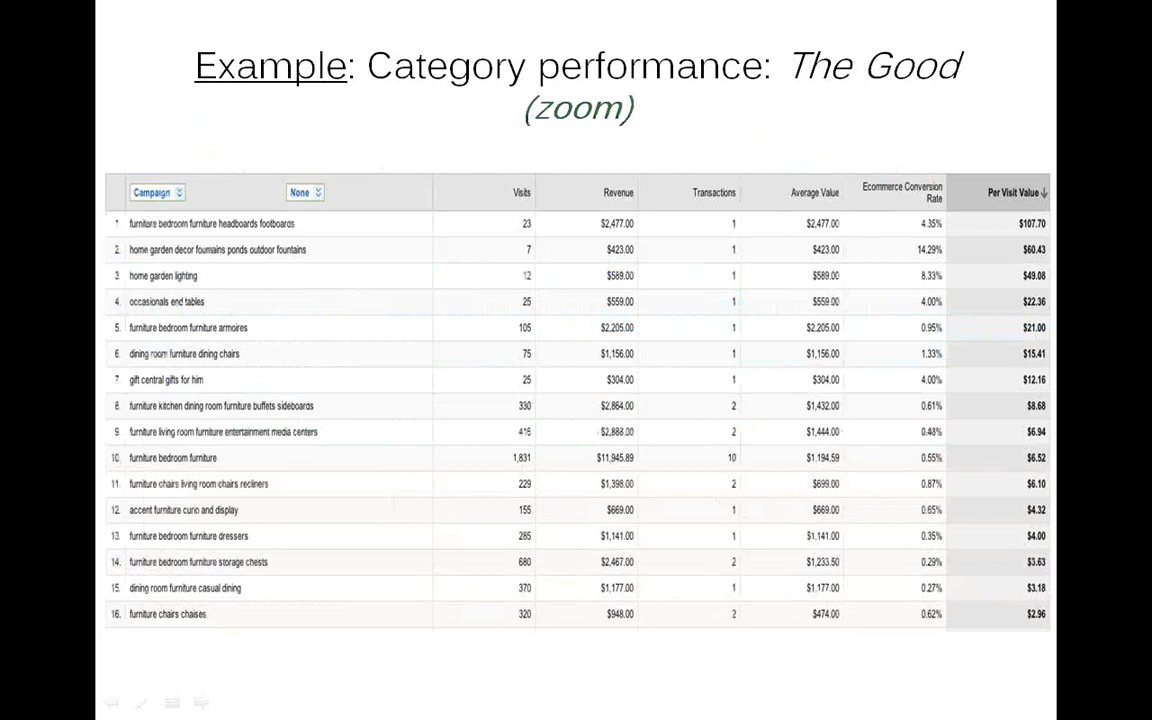 Example: Category performance: The Good
(zoom)
Campaign None Visits Revenue Transactions Average Value Ecommerce Conversion Rate Per Visit Value
1. furniture bedroom furniture headboards footboards 23 $2,477.00 1 $2,477.00 4.35% $107.70
2. home garden decor fountains ponds outdoor fountains 7 $423.00 1 $423.00 14.29% $60.43
3. home garden lighting 12 $589.00 1 $589.00 8.33% $49.08
4. occasionals end tables 25 $559.00 1 $559.00 4.00% $22.36
5. furniture bedroom furniture armoires 105 $2,205.00 1 $2,205.00 0.95% $21.00
6. dining room furniture dining chairs 75 $1,156.00 1 $1,156.00 1.33% $15.41
7. gift central gifts for him 25 $304.00 1 $304.00 4.00% $12.16
8. furniture kitchen dining room furniture buffets sideboards 330 $2,864.00 2 $1,432.00 0.61% $8.68
9. furniture living room furniture entertainment media centers 416 $2,888.00 2 $1,444.00 0.48% $6.94
10. furniture bedroom furniture 1,831 $11,945.89 10 $1,194.59 0.55% $6.52
11. furniture chairs living room chairs recliners 229 $1,398.00 2 $699.00 0.87% $6.10
12. accent furniture curio and display 155 $669.00 1 $669.00 0.65% $4.32
13. furniture bedroom furniture dressers 285 $1,141.00 1 $1,141.00 0.35% $4.00
14. furniture bedroom furniture storage chests 680 $2,467.00 2 $1,233.50 0.29% $3.63
15. dining room furniture casual dining 370 $1,177.00 1 $1,177.00 0.27% $3.18
16. furniture chairs chaises 320 $948.00 2 $474.00 0.62% $2.96